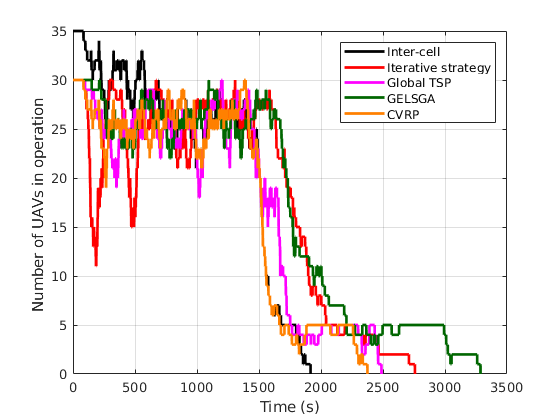 35
30
25
20
15
10
5
0
Number of UAVs in operation
Inter-cell
Iterative strategy
Global TSP
GELSGA
CVRP
0 500 1000 1500 2000 2500 3000 3500
Time (s)